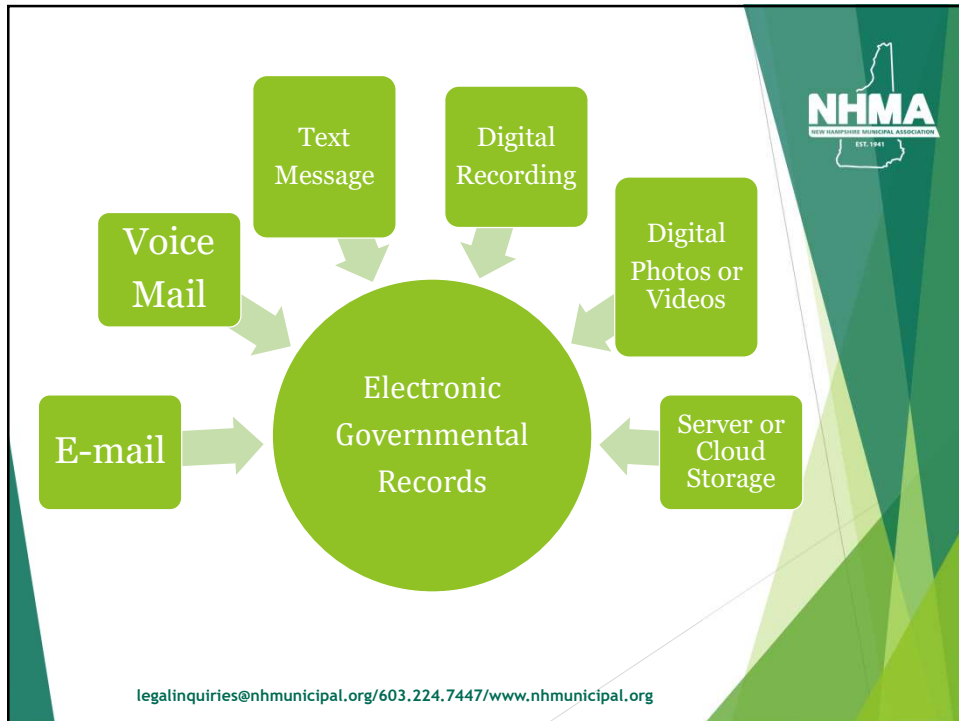 NHMA
NEW HAMPSHIRE MUNICIPAL ASSOCIATION
EST. 1941
Text
Message
Digital
Recording
Voice
Mail
Digital
Photos or
Videos
E-mail
Electronic
Governmental
Records
Server or
Cloud
Storage
legalinquiries@nhmunicipal.org/603.224.7447/www.nhmunicipal.org